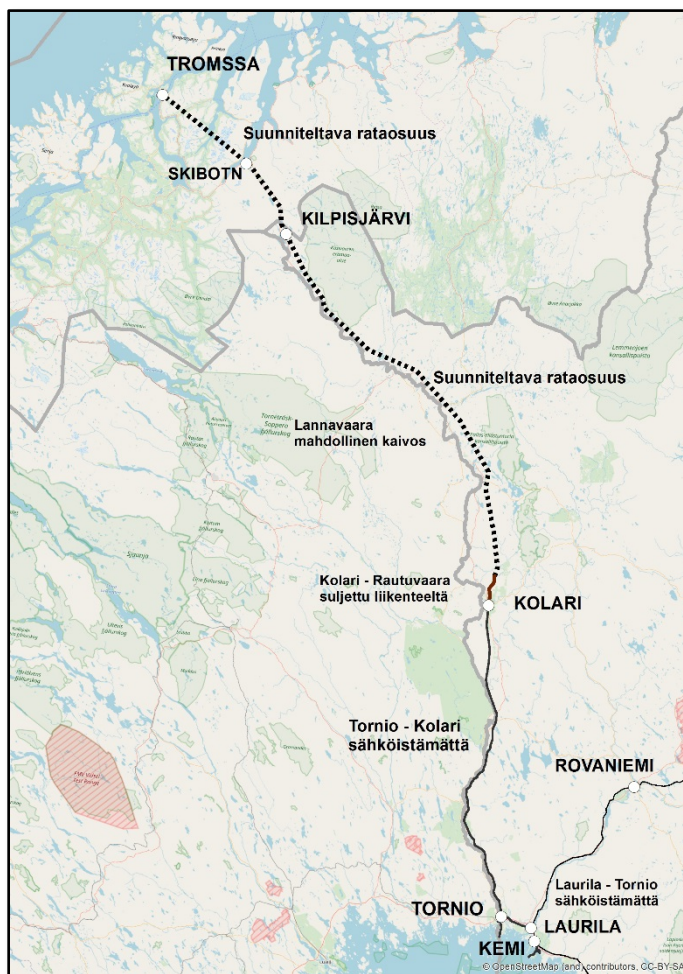 TROMSSA
Suunniteltava rataosuus
SKIBOTN
KILPISJÄRVI
Suunniteltava rataosuus
Lannavaara
mahdollinen kaivos
Kolari - Rautuvaara
suljettu liikenteeltä
KOLARI
Tornio - Kolari
sähköistämättä
ROVANIEMI
Laurila - Tornio
sähköistämättä
TORNIO
LAURILA
KEMI
© OpenStreetMap (and) contributors, CC-BY-SA